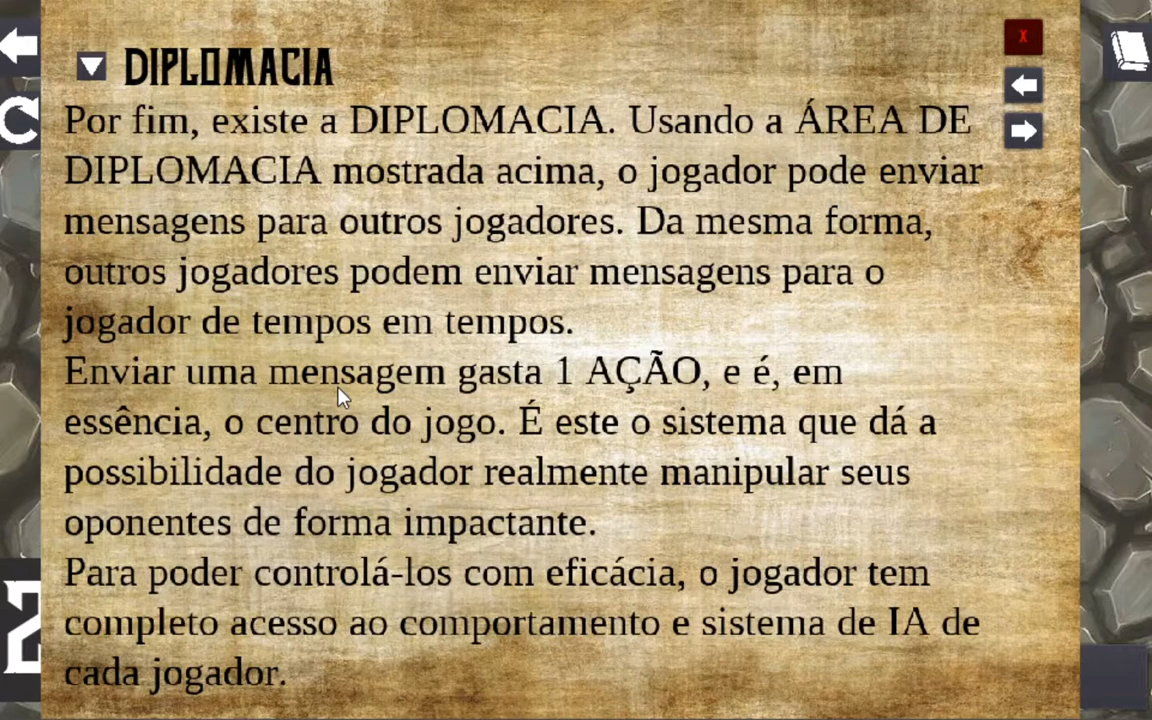 DIPLOMACIA
X
Por fim, existe a DIPLOMACIA. Usando a ÁREA DE
DIPLOMACIA mostrada acima, o jogador pode enviar
mensagens para outros jogadores. Da mesma forma,
outros jogadores podem enviar mensagens para o
jogador de tempos em tempos.
Enviar uma mensagem gasta 1 AÇÃO, e é, em
essência, o centro do jogo. É este o sistema que dá a
possibilidade do jogador realmente manipular seus
oponentes de forma impactante.
Para poder controlá-los com eficácia, o jogador tem
completo acesso ao comportamento e sistema de IA de
cada jogador.
2